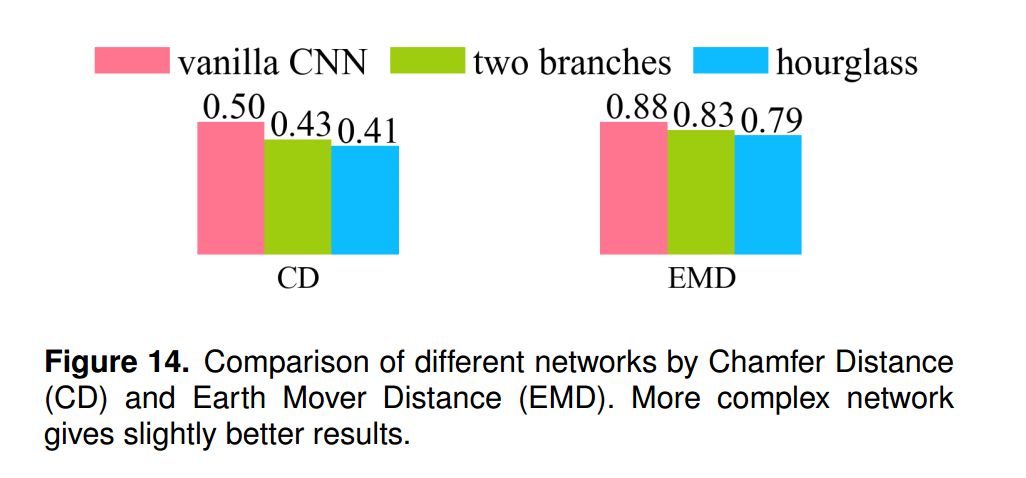 vanilla CNN two branches hourglass
0.50 0.43 0.41 0.88 0.83 0.79
CD EMD
Figure 14. Comparison of different networks by Chamfer Distance
(CD) and Earth Mover Distance (EMD). More complex network
gives slightly better results.